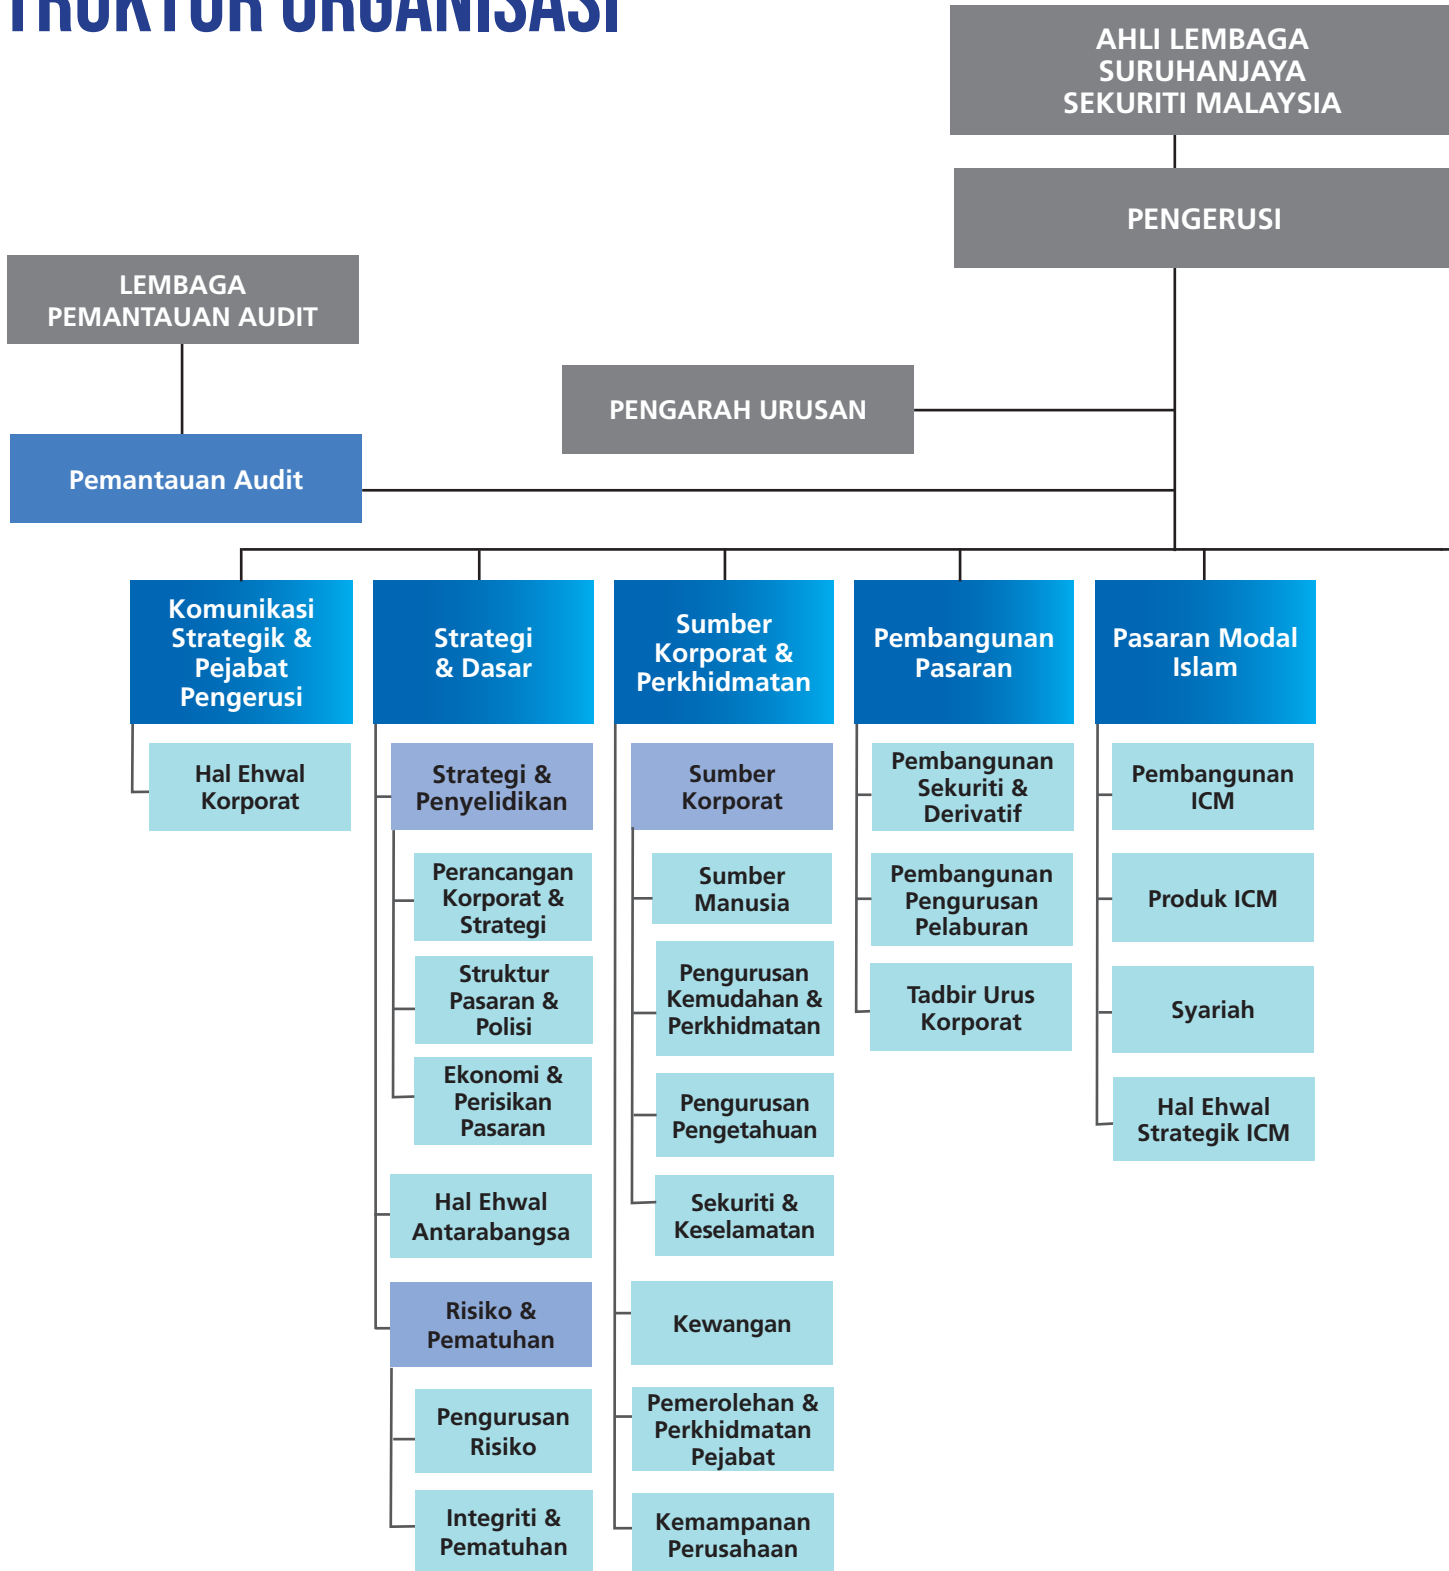 TRUKTUR ORGANISASI
AHLI LEMBAGA
SURUHANJAYA
SEKURITI MALAYSIA
PENGERUSI
LEMBAGA
PEMANTAUAN AUDIT
PENGARAH URUSAN
Pemantauan Audit
Komunikasi
Strategik &
Pejabat
Pengerusi
Hal Ehwal
Korporat
Strategi
& Dasar
Strategi &
Penyelidikan
Perancangan
Korporat &
Strategi
Struktur
Pasaran &
Polisi
Ekonomi &
Perisikan
Pasaran
Hal Ehwal
Antarabangsa
Risiko &
Pematuhan
Pengurusan
Risiko
Integriti &
Pematuhan
Sumber
Korporat &
Perkhidmatan
Sumber
Korporat
Sumber
Manusia
Pengurusan
Kemudahan &
Perkhidmatan
Pengurusan
Pengetahuan
Sekuriti &
Keselamatan
Kewangan
Pemerolehan &
Perkhidmatan
Pejabat
Kemampanan
Perusahaan
Pembangunan
Pasaran
Pembangunan
Sekuriti &
Derivatif
Pembangunan
Pengurusan
Pelaburan
Tadbir Urus
Korporat
Pasaran Modal
Islam
Pembangunan
ICM
Produk ICM
Syariah
Hal Ehwal
Strategik ICM